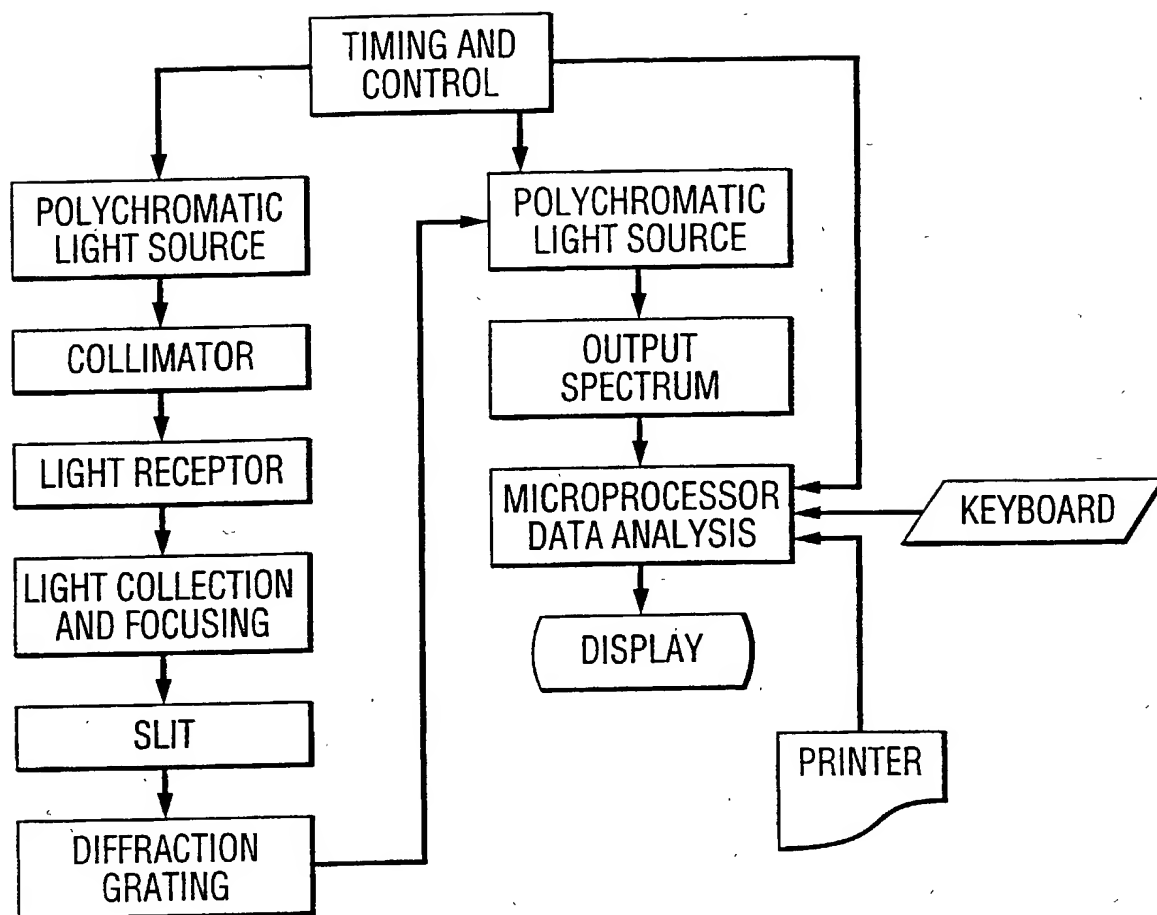 TIMING AND
CONTROL
POLYCHROMATIC
LIGHT SOURCE
COLLIMATOR
LIGHT RECEPTOR
LIGHT COLLECTION
AND FOCUSING
SLIT
DIFFRACTION
GRATING
POLYCHROMATIC
LIGHT SOURCE
OUTPUT
SPECTRUM
MICROPROCESSOR
DATA ANALYSIS
KEYBOARD
DISPLAY
PRINTER